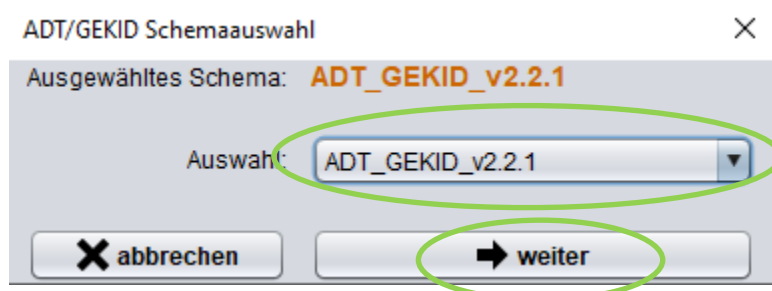 ADT/GEKID Schemaauswahl
Ausgewähltes Schema: ADT_GEKID_v2.2.1
Auswahl: ADT_GEKID_v2.2.1
abbrechen weiter